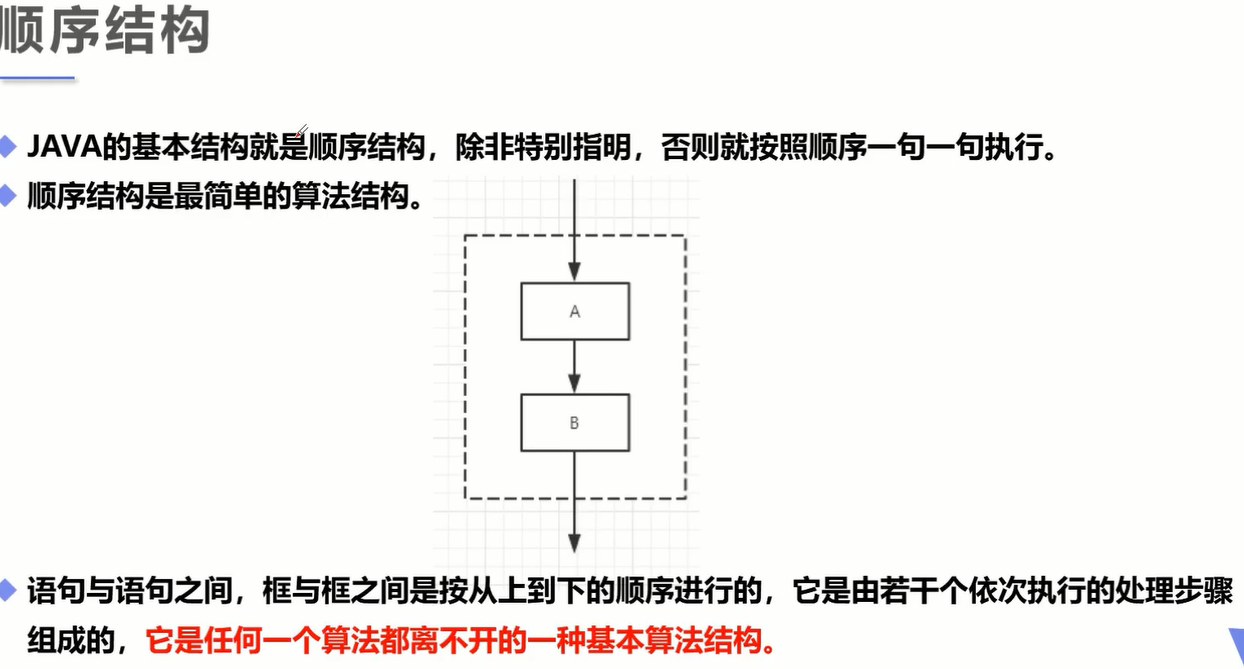 顺序结构
JAVA的基本结构就是顺序结构，除非特别指明，否则就按照顺序一句一句执行。
顺序结构是最简单的算法结构。
A
B
语句与语句之间，框与框之间是按从上到下的顺序进行的，它是由若干个依次执行的处理步骤
组成的，它是任何一个算法都离不开的一种基本算法结构。